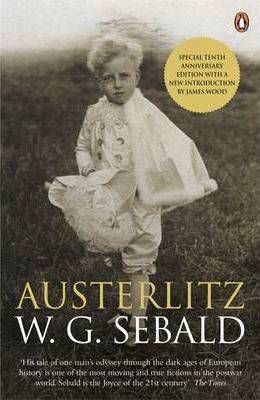 SPECIAL TENTH
ANNIVERSARY
EDITION WITH A
NEW INTRODUCTION
BY JAMES WOOD
AUSTERLITZ
W. G. SEBALD
'His tale of one man's odyssey through the dark ages of European
history is one of the most moving and true fictions in the postwar
world. Sebald is the Joyce of the 21st century' The Times